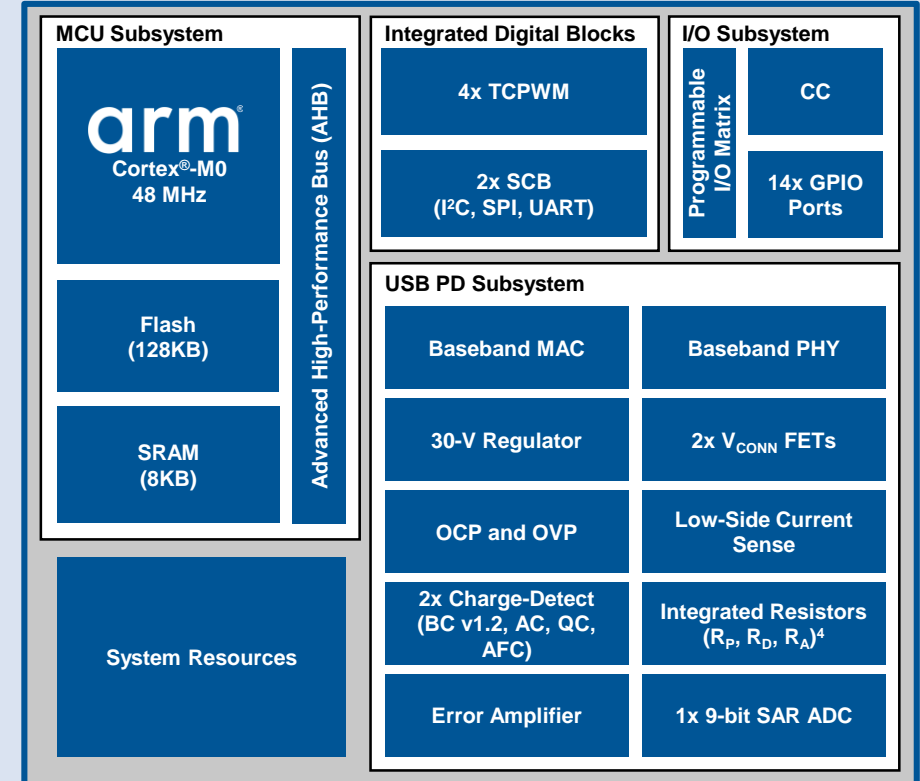 MCU Subsystem
arm®
Cortex®-M0
48 MHz
Flash
(128KB)
SRAM
(8KB)
Advanced High-Performance Bus (AHB)
System Resources
Integrated Digital Blocks
4x TCPWM
2x SCB
(I²C, SPI, UART)
I/O Subsystem
Programmable
I/O Matrix
CC
14x GPIO
Ports
USB PD Subsystem
Baseband MAC
Baseband PHY
30-V Regulator
2x VCONN FETs
OCP and OVP
Low-Side Current
Sense
2x Charge-Detect
(BC v1.2, AC, QC,
AFC)
Integrated Resistors
(RP, RD, RA)⁴
Error Amplifier
1x 9-bit SAR ADC